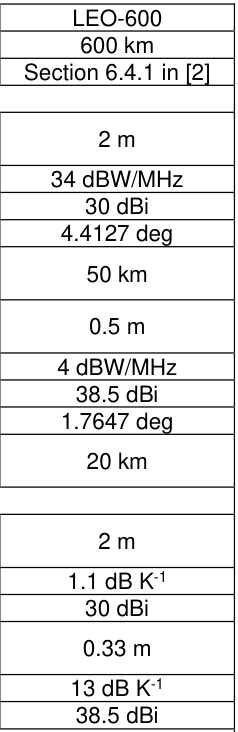 LEO-600
600 km
Section 6.4.1 in [2]
2 m
34 dBW/MHz
30 dBi
4.4127 deg
50 km
0.5 m
4 dBW/MHz
38.5 dBi
1.7647 deg
20 km
2 m
1.1 dB K⁻¹
30 dBi
0.33 m
13 dB K⁻¹
38.5 dBi